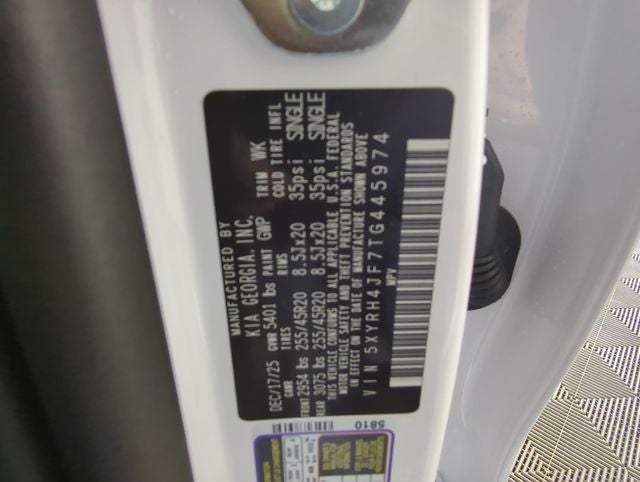 MANUFACTURED BY
KIA GEORGIA, INC.
DEC/17/25 GVWR 5401 lbs PAINT GWP TRIM WK
GAWR TIRES RIMS COLD TIRE INFL
FRONT 2954 lbs 255/45R20 8.5Jx20 35psi SINGLE
REAR 3075 lbs 255/45R20 8.5Jx20 35psi SINGLE
THIS VEHICLE CONFORMS TO ALL APPLICABLE U.S.A. FEDERAL
MOTOR VEHICLE SAFETY AND THEFT PREVENTION STANDARDS
IN EFFECT ON THE DATE OF MANUFACTURE SHOWN ABOVE
VIN 5XYRH4JF7TG445974
MPV
5810